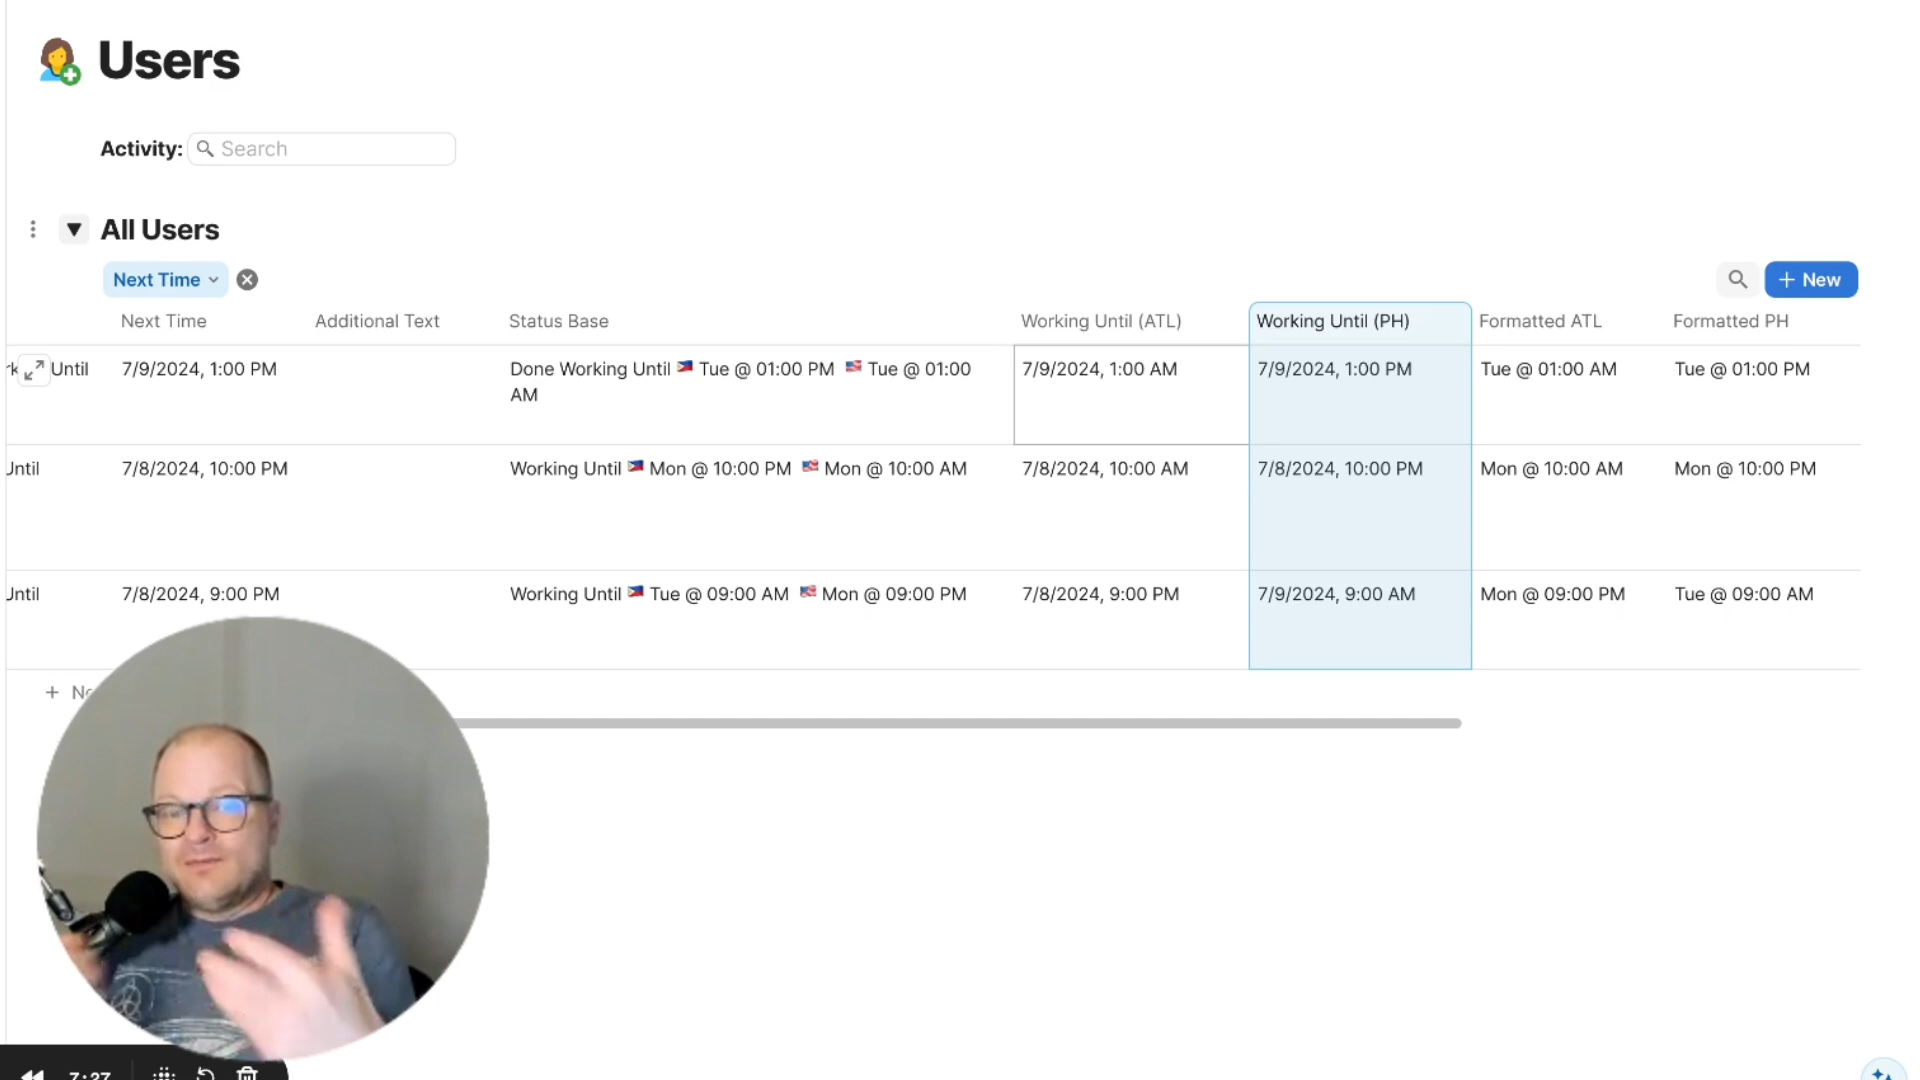 Users
Activity: Search
All Users
Next Time
+ New
Next Time Additional Text Status Base Working Until (ATL) Working Until (PH) Formatted ATL Formatted PH
Until 7/9/2024, 1:00 PM Done Working Until 🇵🇭 Tue @ 01:00 PM 🇺🇸 Tue @ 01:00 7/9/2024, 1:00 AM 7/9/2024, 1:00 PM Tue @ 01:00 AM Tue @ 01:00 PM
AM
Until 7/8/2024, 10:00 PM Working Until 🇵🇭 Mon @ 10:00 PM 🇺🇸 Mon @ 10:00 AM 7/8/2024, 10:00 AM 7/8/2024, 10:00 PM Mon @ 10:00 AM Mon @ 10:00 PM
Until 7/8/2024, 9:00 PM Working Until 🇵🇭 Tue @ 09:00 AM 🇺🇸 Mon @ 09:00 PM 7/8/2024, 9:00 PM 7/9/2024, 9:00 AM Mon @ 09:00 PM Tue @ 09:00 AM
7:27